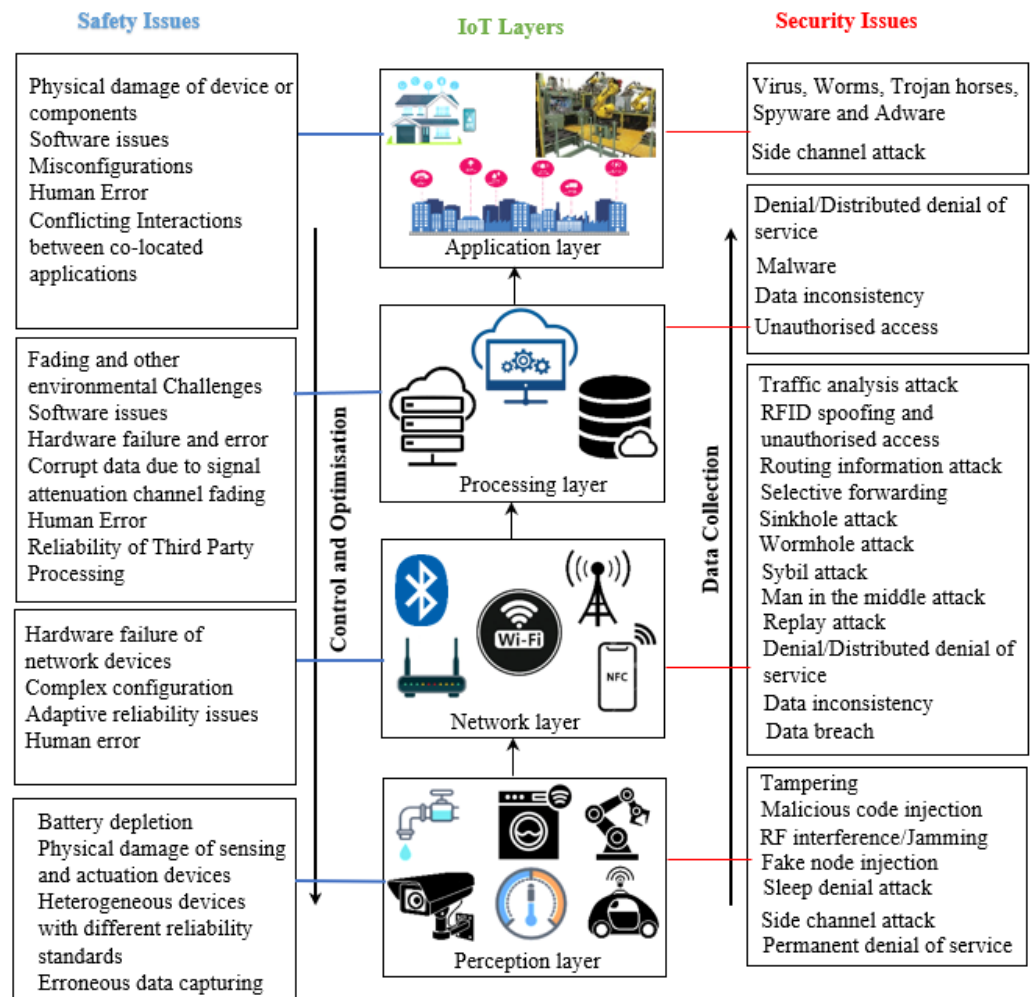 Safety Issues
IoT Layers
Security Issues
Physical damage of device or
components
Software issues
Misconfigurations
Human Error
Conflicting Interactions
between co-located
applications
Fading and other
environmental Challenges
Software issues
Hardware failure and error
Corrupt data due to signal
attenuation channel fading
Human Error
Reliability of Third Party
Processing
Hardware failure of
network devices
Complex configuration
Adaptive reliability issues
Human error
Battery depletion
Physical damage of sensing
and actuation devices
Heterogeneous devices
with different reliability
standards
Erroneous data capturing
Control and Optimisation
Application layer
Processing layer
Wi-Fi
NFC
Network layer
Perception layer
Data Collection
Virus, Worms, Trojan horses,
Spyware and Adware
Side channel attack
Denial/Distributed denial of
service
Malware
Data inconsistency
Unauthorised access
Traffic analysis attack
RFID spoofing and
unauthorised access
Routing information attack
Selective forwarding
Sinkhole attack
Wormhole attack
Sybil attack
Man in the middle attack
Replay attack
Denial/Distributed denial of
service
Data inconsistency
Data breach
Tampering
Malicious code injection
RF interference/Jamming
Fake node injection
Sleep denial attack
Side channel attack
Permanent denial of service